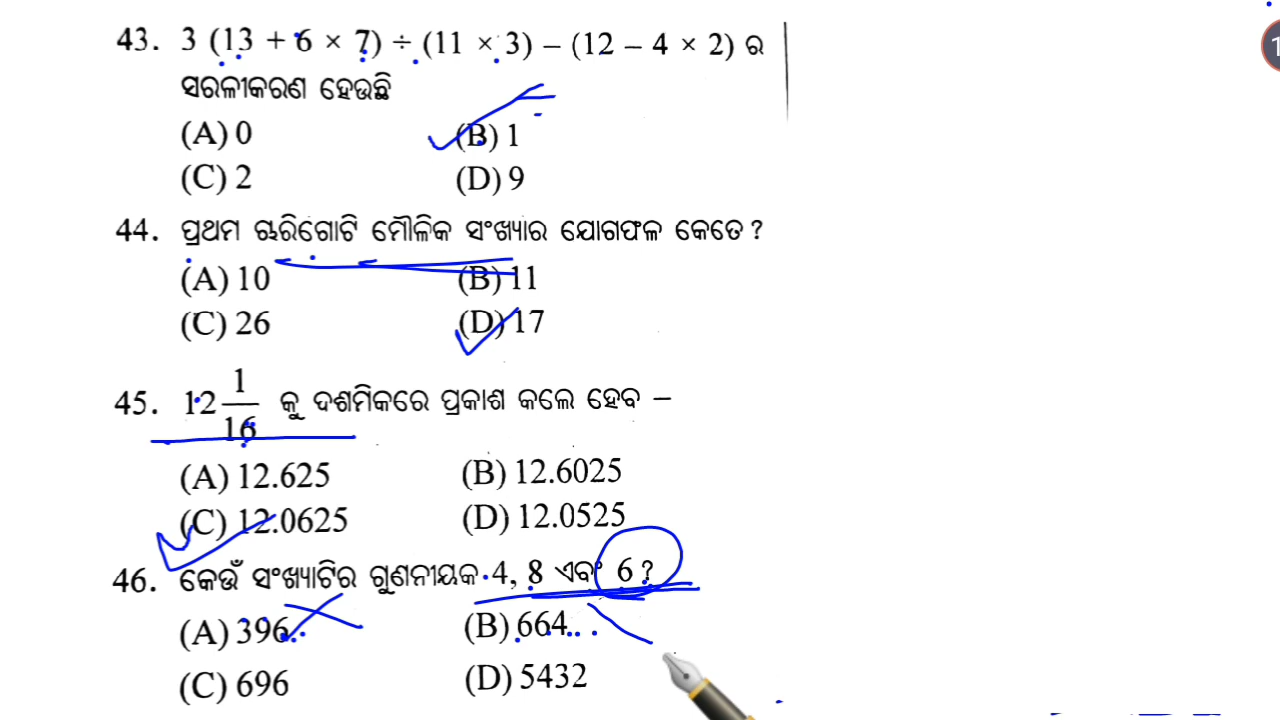 43. 3 (13 + 6 × 7) ÷ (11 × 3) – (12 – 4 × 2) ର
ସରଳୀକରଣ ହେଉଛି
(A) 0 (B) 1
(C) 2 (D) 9
44. ପ୍ରଥମ ଋରିଗୋଟି ମୌଳିକ ସଂଖ୍ୟାର ଯୋଗଫଳ କେତେ ?
(A) 10 (B) 11
(C) 26 (D) 17
45. 12 1/16 କୁ ଦଶମିକରେ ପ୍ରକାଶ କଲେ ହେବ –
(A) 12.625 (B) 12.6025
(C) 12.0625 (D) 12.0525
46. କେଉଁ ସଂଖ୍ୟାଟିର ଗୁଣନୀୟକ 4, 8 ଏବଂ 6 ?
(A) 396 (B) 664
(C) 696 (D) 5432